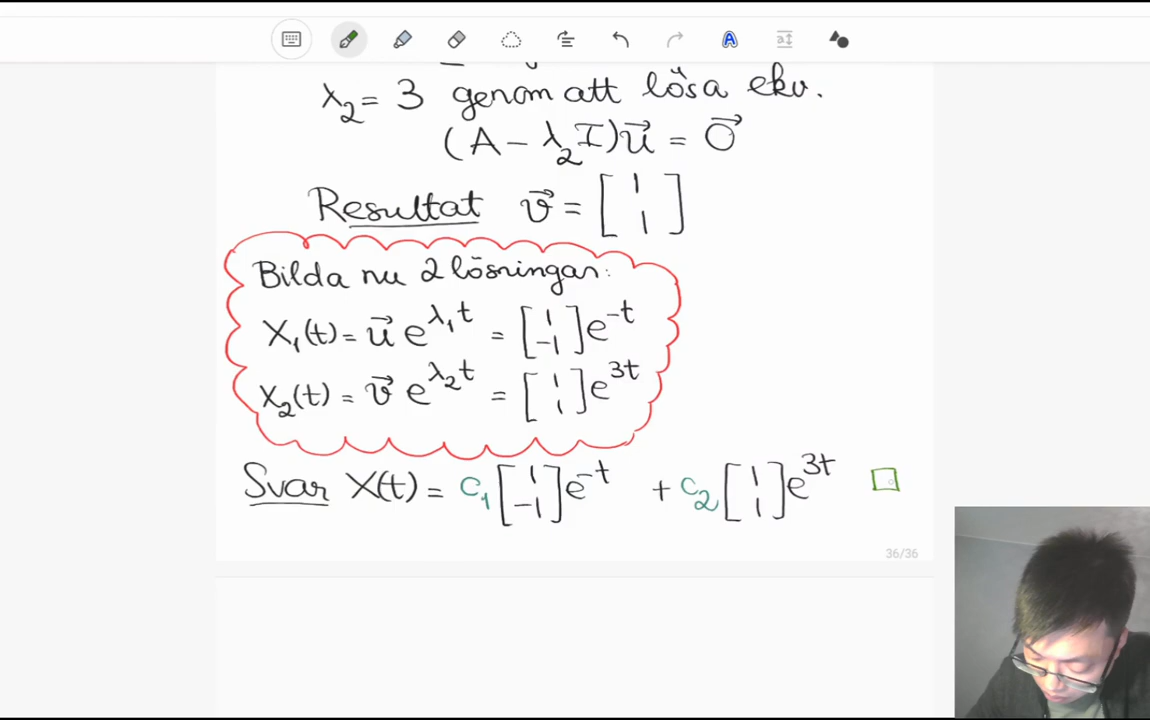 λ₂ = 3 genom att lösa ekv.
(A - λ₂I)u⃗ = 0⃗
Resultat v⃗ = [1 1]
Bilda nu 2 lösningar:
X₁(t) = u⃗ e^λ₁t = [1 -1] e^-t
X₂(t) = v⃗ e^λ₂t = [1 1] e^3t
Svar X(t) = c₁ [1 -1] e^-t + c₂ [1 1] e^3t □
36/36